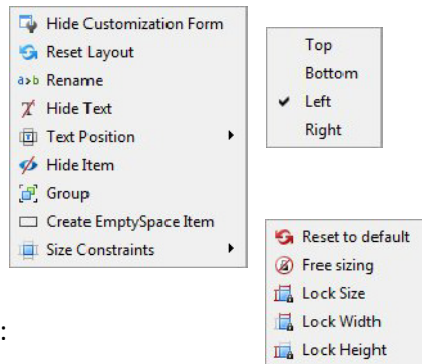 Hide Customization Form
Reset Layout
a>b Rename
Hide Text
Text Position
Hide Item
Group
Create EmptySpace Item
Size Constraints
Top
Bottom
Left
Right
Reset to default
Free sizing
Lock Size
Lock Width
Lock Height
: